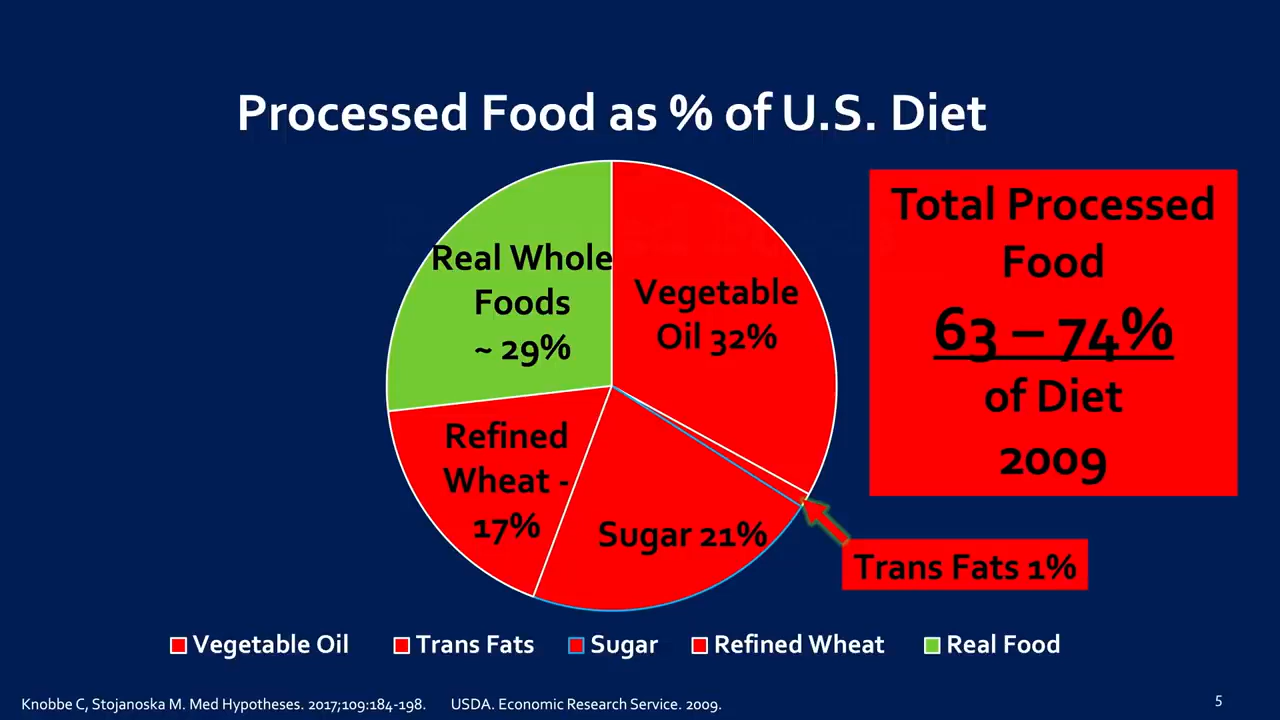 Processed Food as % of U.S. Diet
Real Whole
Foods
~ 29%
Vegetable
Oil 32%
Refined
Wheat -
17%
Sugar 21%
Total Processed
Food
63 – 74%
of Diet
2009
Trans Fats 1%
Vegetable Oil Trans Fats Sugar Refined Wheat Real Food
Knobbe C, Stojanoska M. Med Hypotheses. 2017;109:184-198. USDA. Economic Research Service. 2009.
5